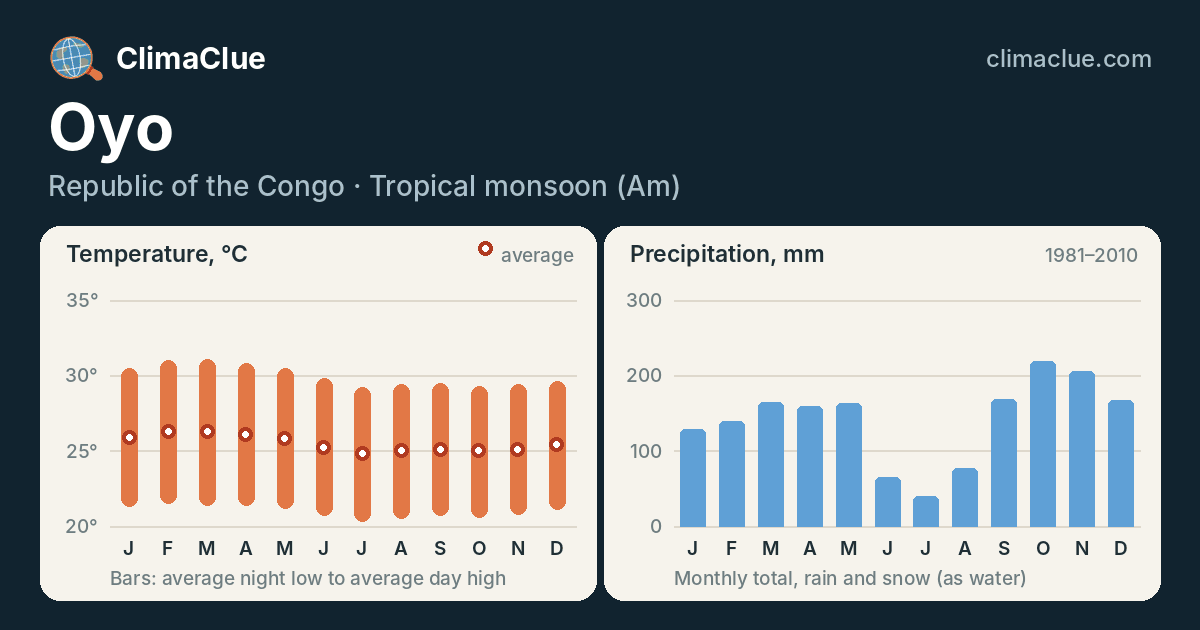 ClimaClue
climaclue.com
Oyo
Republic of the Congo · Tropical monsoon (Am)
Temperature, °C
average
35°
30°
25°
20°
J F M A M J J A S O N D
Bars: average night low to average day high
Precipitation, mm
1981–2010
300
200
100
0
J F M A M J J A S O N D
Monthly total, rain and snow (as water)